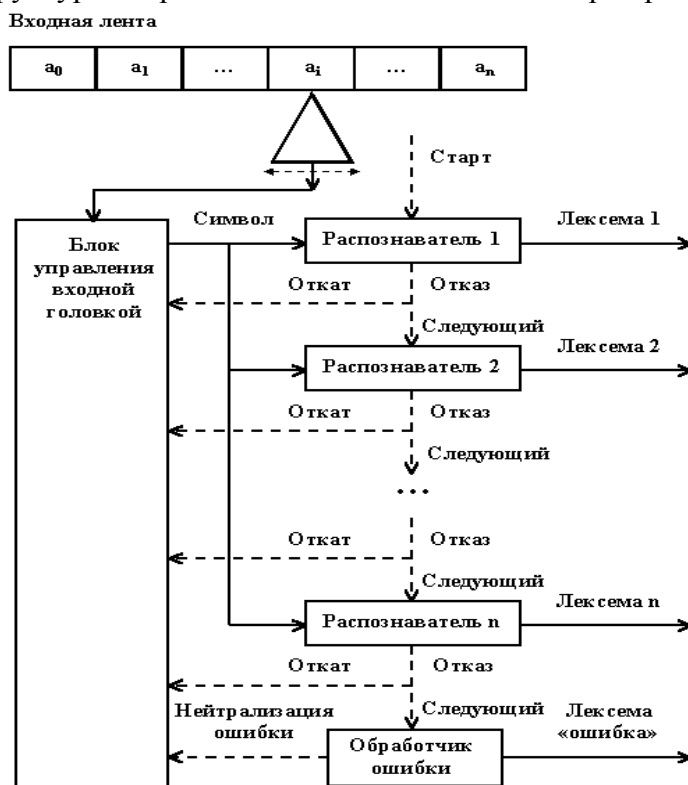 Входная лента
a0 a1 ... ai ... an
Старт
Блок
управления
входной
головкой
Символ
Распознаватель 1
Лексема 1
Откат Отказ
Следующий
Распознаватель 2
Лексема 2
Откат Отказ
Следующий
...
Откат Отказ
Следующий
Распознаватель n
Лексема n
Откат Отказ
Следующий
Нейтрализация
ошибки
Обработчик
ошибки
Лексема
«ошибка»